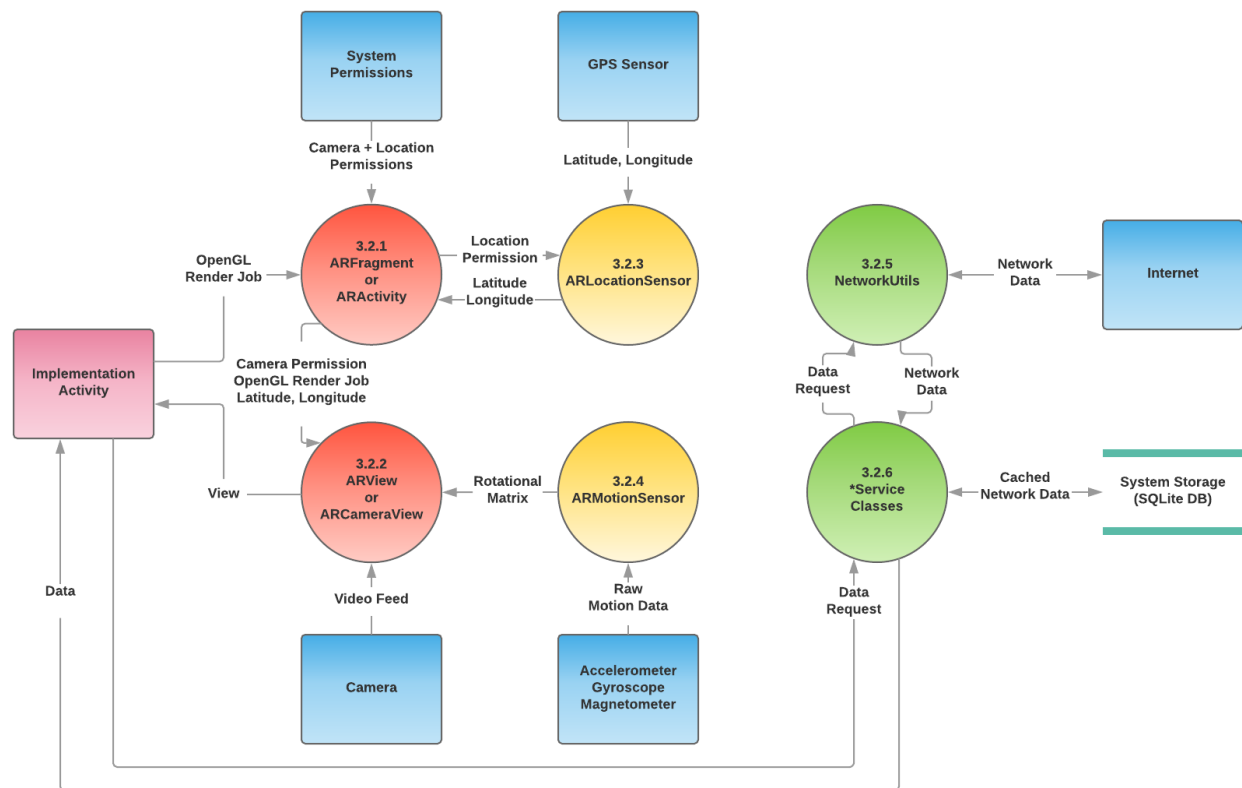 System
Permissions
GPS Sensor
Camera + Location
Permissions
Latitude, Longitude
OpenGL
Render Job
3.2.1
ARFragment
or
ARActivity
Location
Permission
Latitude
Longitude
3.2.3
ARLocationSensor
3.2.5
NetworkUtils
Network
Data
Internet
Implementation
Activity
Camera Permission
OpenGL Render Job
Latitude, Longitude
Data
Request
Network
Data
View
3.2.2
ARView
or
ARCameraView
Rotational
Matrix
3.2.4
ARMotionSensor
3.2.6
*Service
Classes
Cached
Network Data
System Storage
(SQLite DB)
Data
Video Feed
Raw
Motion Data
Data
Request
Camera
Accelerometer
Gyroscope
Magnetometer